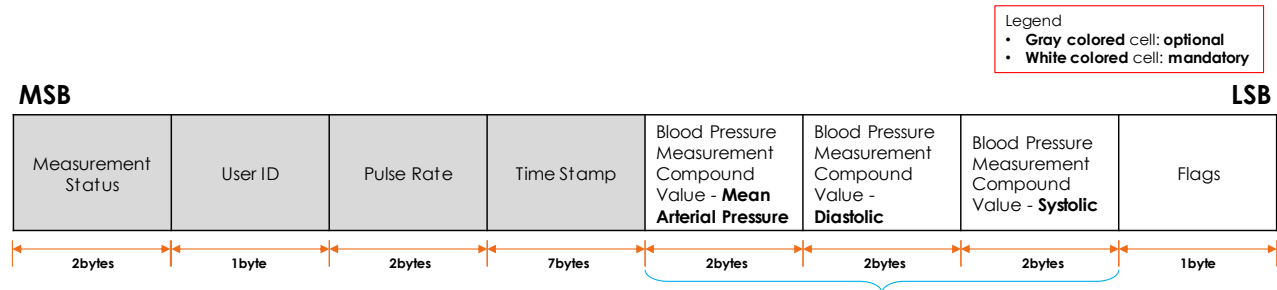 Legend
• Gray colored cell: optional
• White colored cell: mandatory
MSB
LSB
Measurement
Status
User ID
Pulse Rate
Time Stamp
Blood Pressure
Measurement
Compound
Value - Mean
Arterial Pressure
Blood Pressure
Measurement
Compound
Value -
Diastolic
Blood Pressure
Measurement
Compound
Value - Systolic
Flags
2bytes
1byte
2bytes
7bytes
2bytes
2bytes
2bytes
1byte